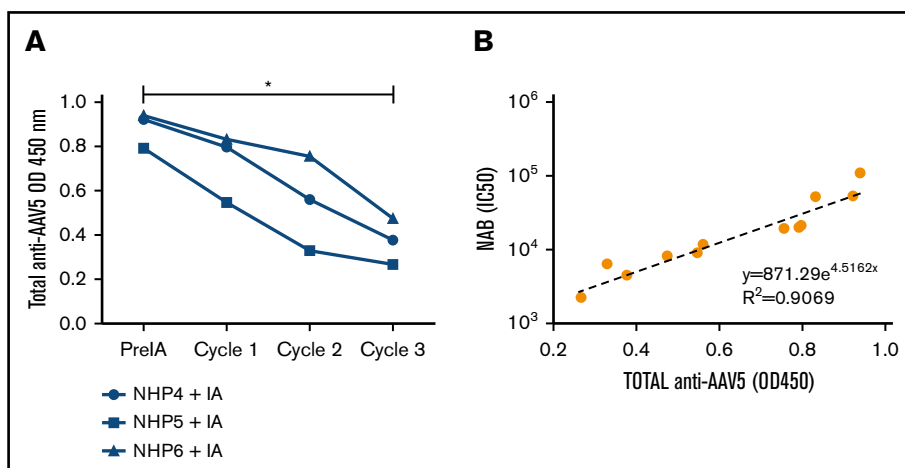 A
*
Total anti-AAV5 OD 450 nm
1.0
0.8
0.6
0.4
0.2
0.0
PreIA Cycle 1 Cycle 2 Cycle 3
NHP4 + IA
NHP5 + IA
NHP6 + IA
B
NAB (IC50)
10⁶
10⁵
10⁴
10³
y=871.29e⁴·⁵¹⁶²ˣ
R²=0.9069
0.2 0.4 0.6 0.8 1.0
TOTAL anti-AAV5 (OD450)